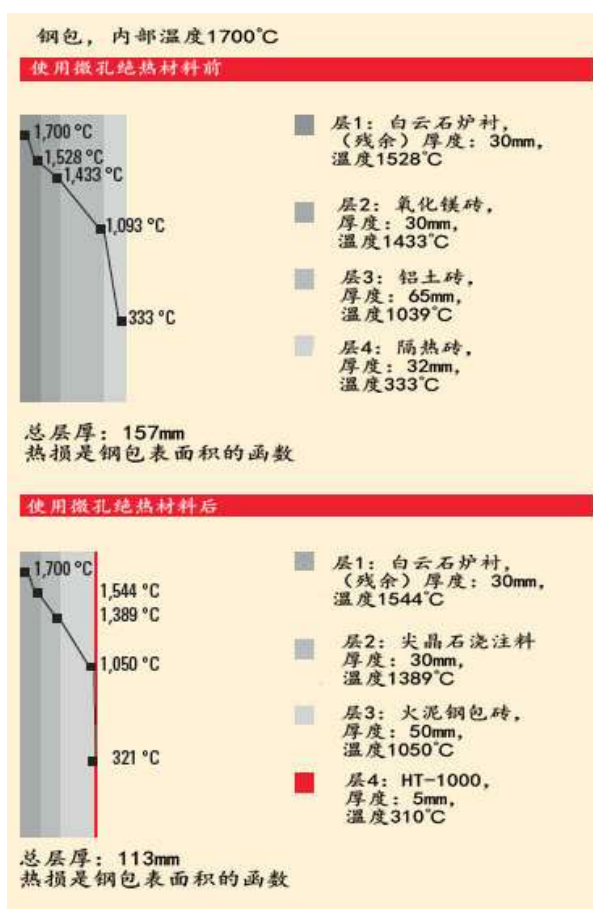 钢包，内部温度1700°C
使用微孔绝热材料前
1,700 °C
1,528 °C
1,433 °C
1,093 °C
333 °C
层1：白云石炉衬，
（残余）厚度：30mm，
温度1528°C
层2：氧化镁砖，
厚度：30mm，
温度1433°C
层3：铝土砖，
厚度：65mm，
温度1039°C
层4：隔热砖，
厚度：32mm，
温度333°C
总层厚：157mm
热损是钢包表面积的函数
使用微孔绝热材料后
1,700 °C
1,544 °C
1,389 °C
1,050 °C
321 °C
层1：白云石炉衬，
（残余）厚度：30mm，
温度1544°C
层2：尖晶石浇注料
厚度：30mm，
温度1389°C
层3：火泥钢包砖，
厚度：50mm，
温度1050°C
层4：HT-1000，
厚度：5mm，
温度310°C
总层厚：113mm
热损是钢包表面积的函数